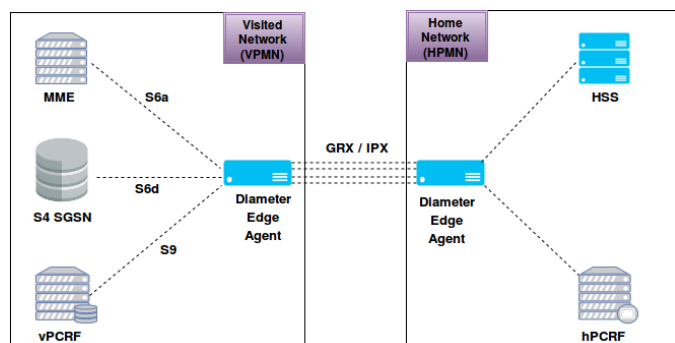 Visited
Network
(VPMN)
Home
Network
(HPMN)
MME
HSS
S6a
GRX / IPX
S6d
S4 SGSN
Diameter
Edge
Agent
Diameter
Edge
Agent
S9
vPCRF
hPCRF